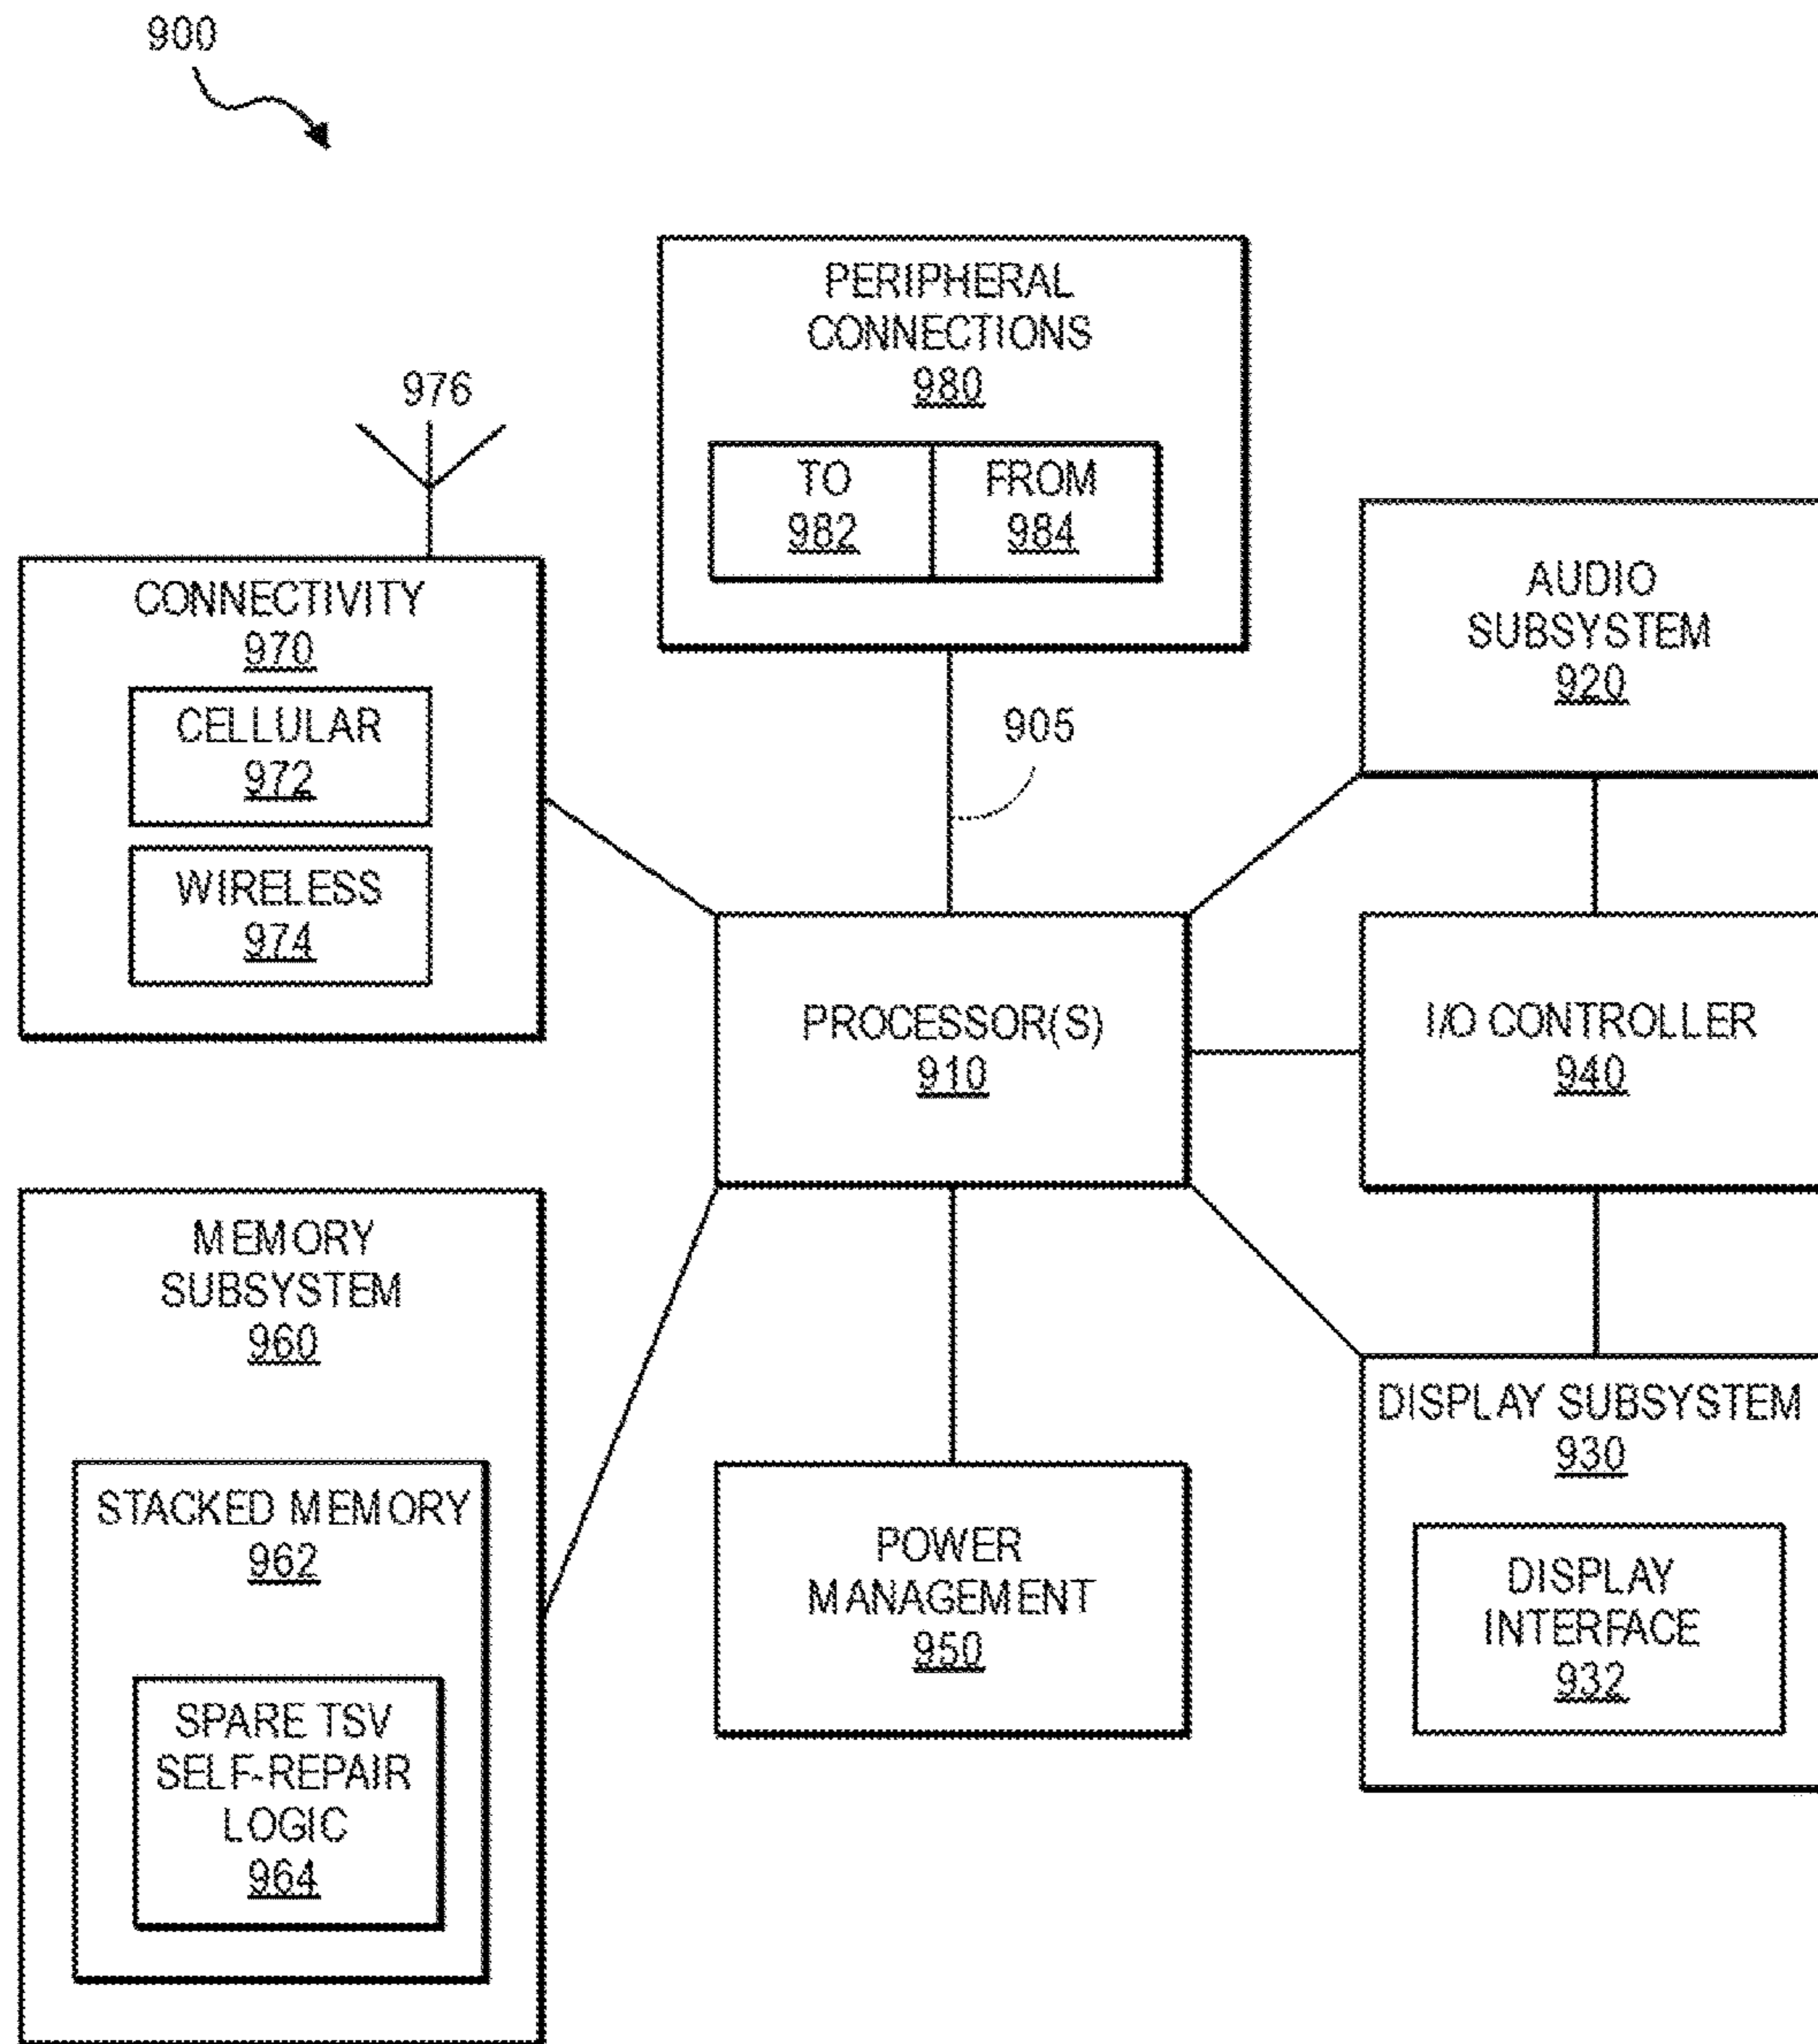 900
PERIPHERAL
CONNECTIONS
980
TO
982
FROM
984
976
CONNECTIVITY
970
CELLULAR
972
WIRELESS
974
905
AUDIO
SUBSYSTEM
920
PROCESSOR(S)
910
I/O CONTROLLER
940
MEMORY
SUBSYSTEM
960
STACKED MEMORY
962
SPARE TSV
SELF-REPAIR
LOGIC
964
POWER
MANAGEMENT
950
DISPLAY SUBSYSTEM
930
DISPLAY
INTERFACE
932